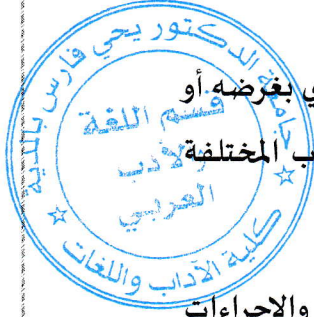 جامعة الدكتور يحي فارس بالمدية
ي بغرضه أو
قسم اللغة
ب المختلفة
والأدب
العربي
كلية الآداب واللغات
والإجراءات